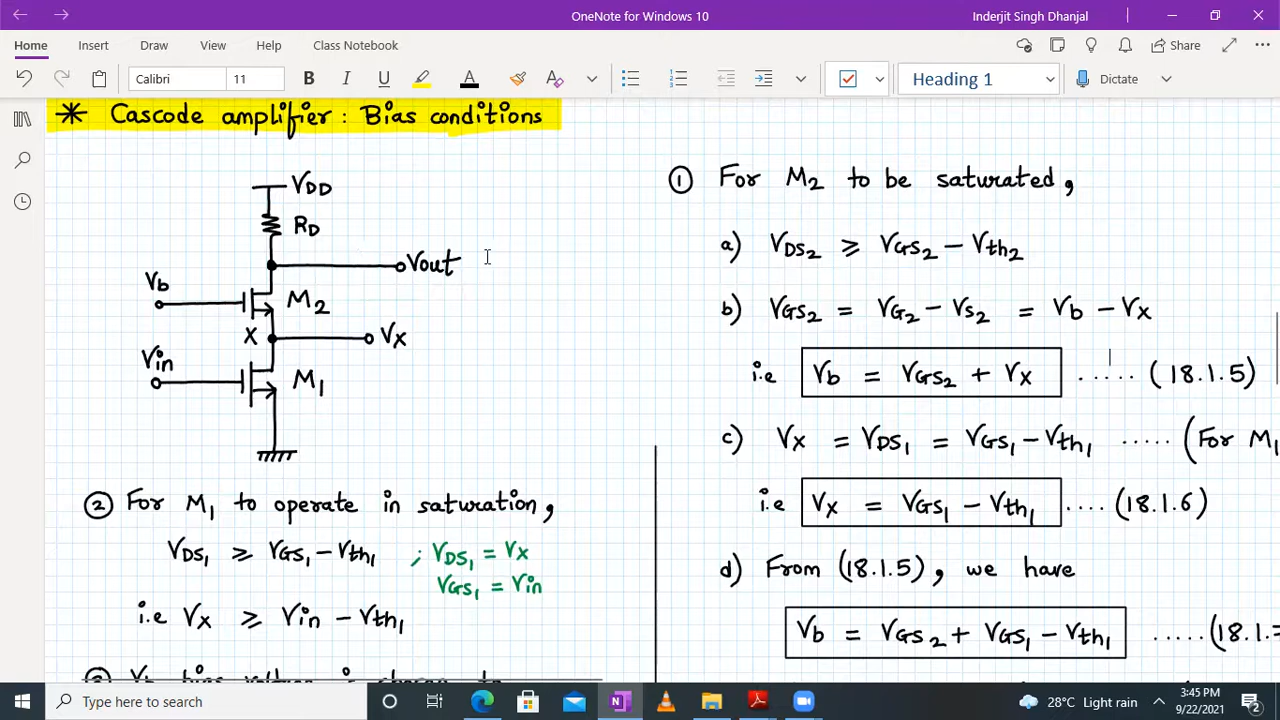 OneNote for Windows 10
Inderjit Singh Dhanjal
Home Insert Draw View Help Class Notebook
Share
Calibri 11 B I U A Heading 1 Dictate
* Cascode amplifier : Bias conditions
VDD
RD
Vout
Vb
M2
X
Vx
Vin
M1
② For M1 to operate in saturation,
VDS1 ≥ VGS1 - Vth1 ; VDS1 = Vx
VGS1 = Vin
i.e Vx ≥ Vin - Vth1
① For M2 to be saturated,
a) VDS2 ≥ VGS2 - Vth2
b) VGS2 = VG2 - VS2 = Vb - Vx
i.e Vb = VGS2 + Vx ..... (18.1.5)
c) Vx = VDS1 = VGS1 - Vth1 ..... (For M1
i.e Vx = VGS1 - Vth1 .... (18.1.6)
d) From (18.1.5), we have
Vb = VGS2 + VGS1 - Vth1 ..... (18.1.
Type here to search
28°C Light rain
3:45 PM
9/22/2021
2